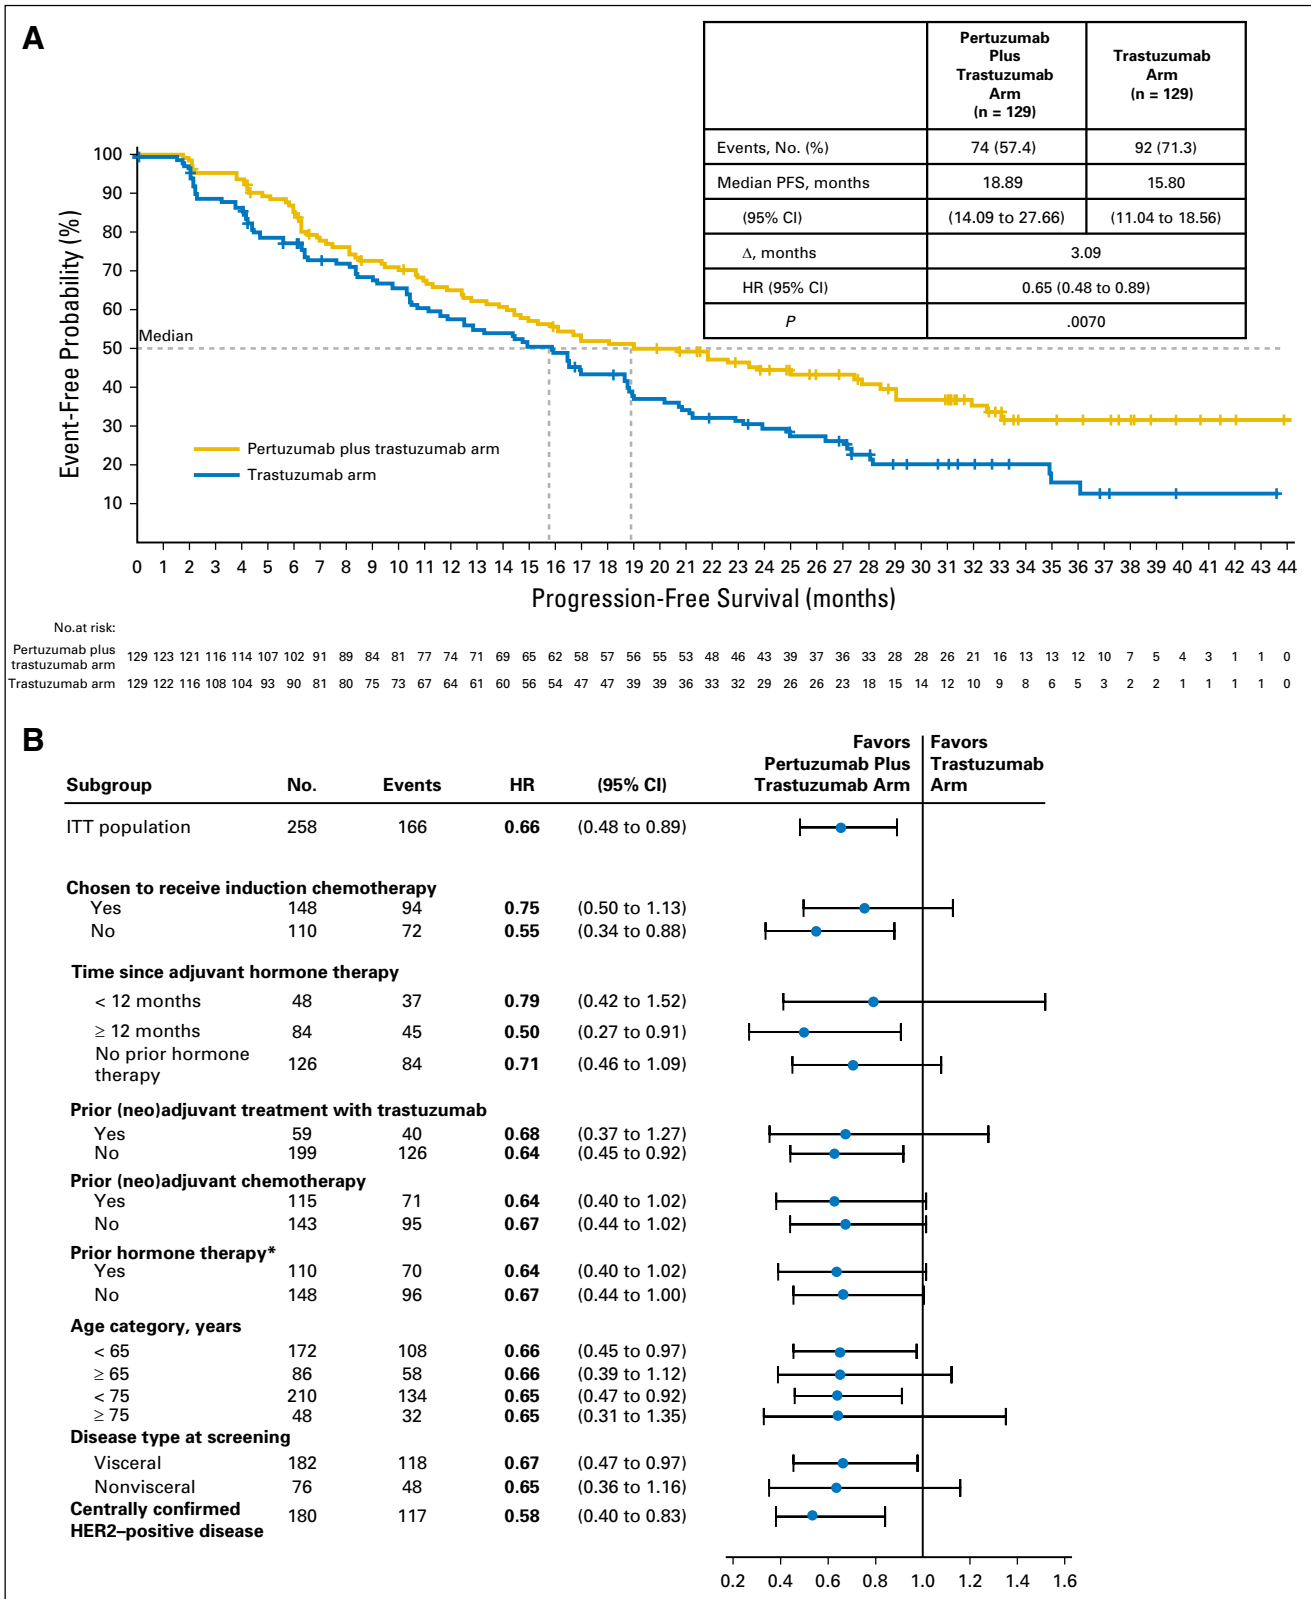 A
Pertuzumab
Plus
Trastuzumab
Arm
(n = 129)
Trastuzumab
Arm
(n = 129)
Events, No. (%) 74 (57.4) 92 (71.3)
Median PFS, months 18.89 15.80
(95% CI) (14.09 to 27.66) (11.04 to 18.56)
Δ, months 3.09
HR (95% CI) 0.65 (0.48 to 0.89)
P .0070
Event-Free Probability (%)
100
90
80
70
60
50
40
30
20
10
Median
Pertuzumab plus trastuzumab arm
Trastuzumab arm
0 1 2 3 4 5 6 7 8 9 10 11 12 13 14 15 16 17 18 19 20 21 22 23 24 25 26 27 28 29 30 31 32 33 34 35 36 37 38 39 40 41 42 43 44
Progression-Free Survival (months)
No.at risk:
Pertuzumab plus
trastuzumab arm 129 123 121 116 114 107 102 91 89 84 81 77 74 71 69 65 62 58 57 56 55 53 48 46 43 39 37 36 33 28 28 26 21 16 13 13 12 10 7 5 4 3 1 1 0
Trastuzumab arm 129 122 116 108 104 93 90 81 80 75 73 67 64 61 60 56 54 47 47 39 39 36 33 32 29 26 26 23 18 15 14 12 10 9 8 6 5 3 2 2 1 1 1 1 0
B
Favors
Pertuzumab Plus
Trastuzumab Arm
Favors
Trastuzumab
Arm
Subgroup No. Events HR (95% CI)
ITT population 258 166 0.66 (0.48 to 0.89)
Chosen to receive induction chemotherapy
Yes 148 94 0.75 (0.50 to 1.13)
No 110 72 0.55 (0.34 to 0.88)
Time since adjuvant hormone therapy
< 12 months 48 37 0.79 (0.42 to 1.52)
≥ 12 months 84 45 0.50 (0.27 to 0.91)
No prior hormone
therapy 126 84 0.71 (0.46 to 1.09)
Prior (neo)adjuvant treatment with trastuzumab
Yes 59 40 0.68 (0.37 to 1.27)
No 199 126 0.64 (0.45 to 0.92)
Prior (neo)adjuvant chemotherapy
Yes 115 71 0.64 (0.40 to 1.02)
No 143 95 0.67 (0.44 to 1.02)
Prior hormone therapy*
Yes 110 70 0.64 (0.40 to 1.02)
No 148 96 0.67 (0.44 to 1.00)
Age category, years
< 65 172 108 0.66 (0.45 to 0.97)
≥ 65 86 58 0.66 (0.39 to 1.12)
< 75 210 134 0.65 (0.47 to 0.92)
≥ 75 48 32 0.65 (0.31 to 1.35)
Disease type at screening
Visceral 182 118 0.67 (0.47 to 0.97)
Nonvisceral 76 48 0.65 (0.36 to 1.16)
Centrally confirmed
HER2–positive disease 180 117 0.58 (0.40 to 0.83)
0.2 0.4 0.6 0.8 1.0 1.2 1.4 1.6